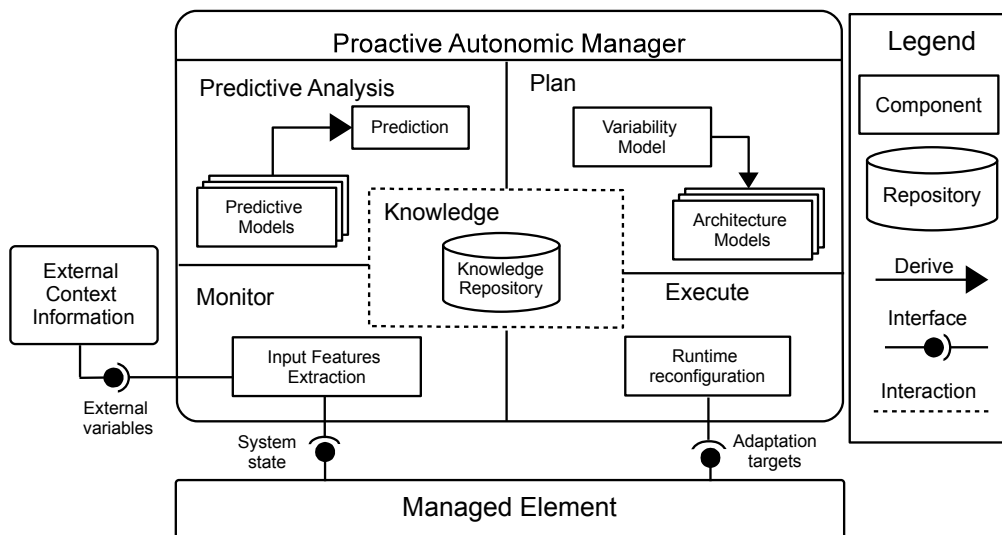 Proactive Autonomic Manager
Predictive Analysis
Prediction
Predictive
Models
Plan
Variability
Model
Architecture
Models
Knowledge
Knowledge
Repository
Monitor
Input Features
Extraction
Execute
Runtime
reconfiguration
External
Context
Information
External
variables
System
state
Adaptation
targets
Managed Element
Legend
Component
Repository
Derive
Interface
Interaction